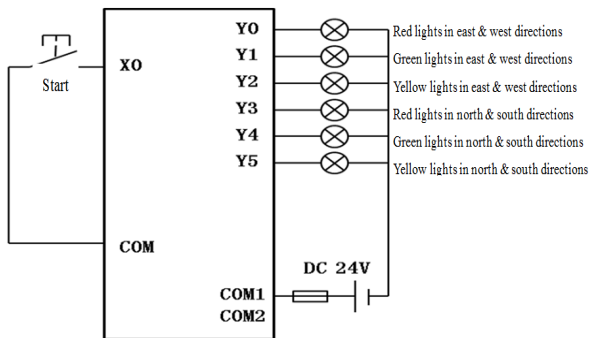 Y0 Red lights in east & west directions
Y1 Green lights in east & west directions
X0
Start
Y2 Yellow lights in east & west directions
Y3 Red lights in north & south directions
Y4 Green lights in north & south directions
Y5 Yellow lights in north & south directions
COM
DC 24V
COM1
COM2